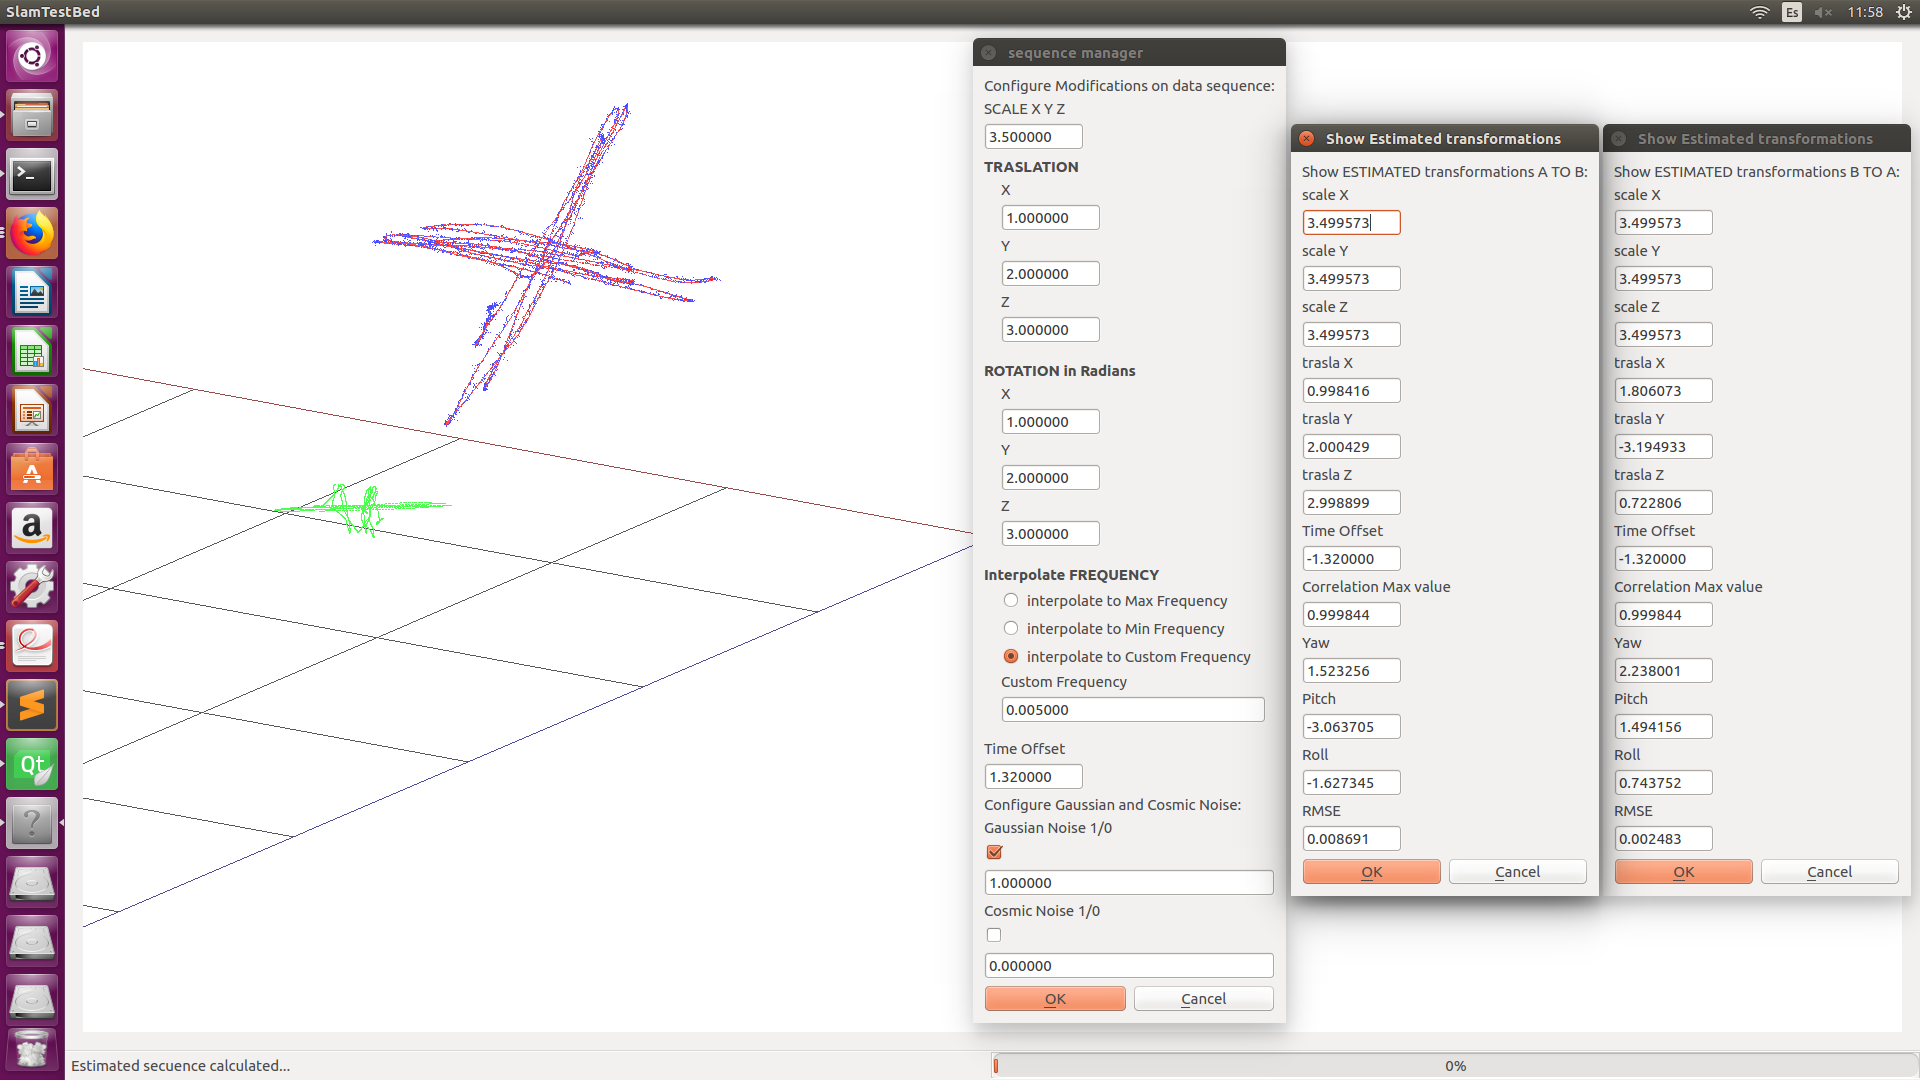 SlamTestBed
Es
11:58
sequence manager
Configure Modifications on data sequence:
SCALE X Y Z
3.500000
TRASLATION
X
1.000000
Y
2.000000
Z
3.000000
ROTATION in Radians
X
1.000000
Y
2.000000
Z
3.000000
Interpolate FREQUENCY
interpolate to Max Frequency
interpolate to Min Frequency
interpolate to Custom Frequency
Custom Frequency
0.005000
Time Offset
1.320000
Configure Gaussian and Cosmic Noise:
Gaussian Noise 1/0
1.000000
Cosmic Noise 1/0
0.000000
OK
Cancel
Show Estimated transformations
Show ESTIMATED transformations A TO B:
scale X
3.499573
scale Y
3.499573
scale Z
3.499573
trasla X
0.998416
trasla Y
2.000429
trasla Z
2.998899
Time Offset
-1.320000
Correlation Max value
0.999844
Yaw
1.523256
Pitch
-3.063705
Roll
-1.627345
RMSE
0.008691
OK
Cancel
Show Estimated transformations
Show ESTIMATED transformations B TO A:
scale X
3.499573
scale Y
3.499573
scale Z
3.499573
trasla X
1.806073
trasla Y
-3.194933
trasla Z
0.722806
Time Offset
-1.320000
Correlation Max value
0.999844
Yaw
2.238001
Pitch
1.494156
Roll
0.743752
RMSE
0.002483
OK
Cancel
A
a
Qt
?
Estimated secuence calculated...
0%